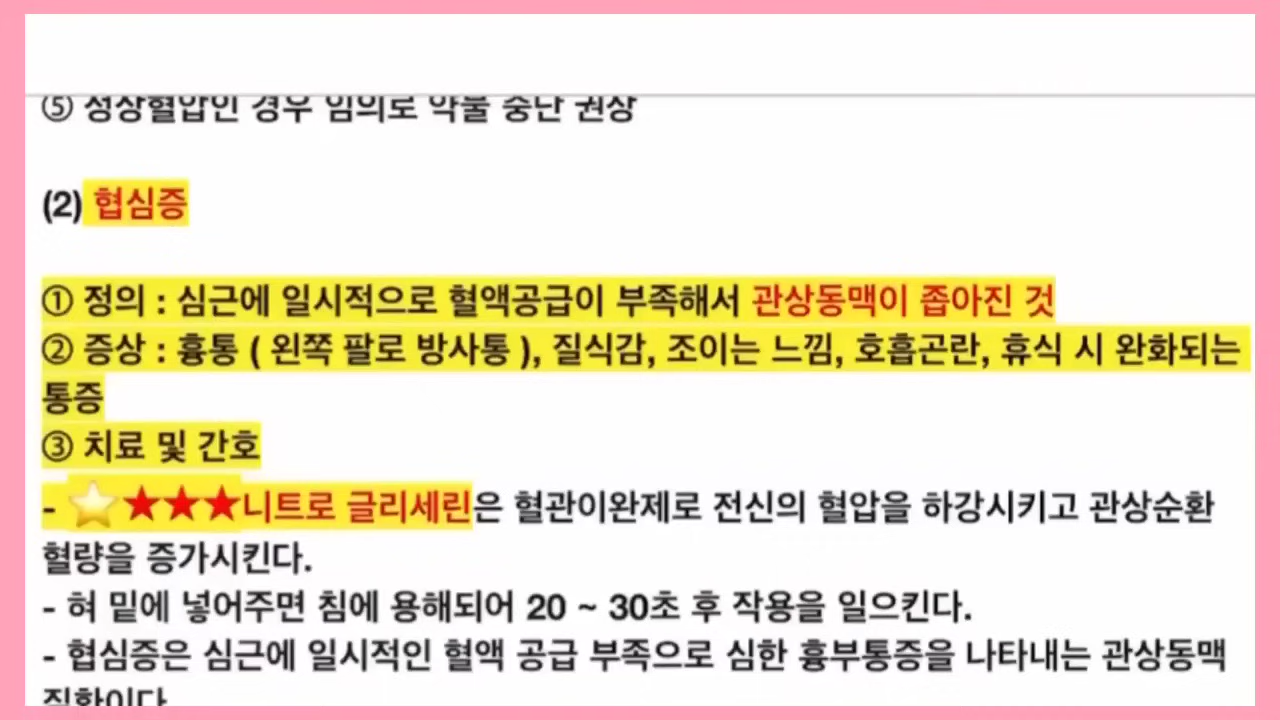 ⑤ 정상혈압인 경우 임의로 약물 중단 권장
(2) 협심증
① 정의 : 심근에 일시적으로 혈액공급이 부족해서 관상동맥이 좁아진 것
② 증상 : 흉통 ( 왼쪽 팔로 방사통 ), 질식감, 조이는 느낌, 호흡곤란, 휴식 시 완화되는
통증
③ 치료 및 간호
- ⭐★★★니트로 글리세린은 혈관이완제로 전신의 혈압을 하강시키고 관상순환
혈량을 증가시킨다.
- 혀 밑에 넣어주면 침에 용해되어 20 ~ 30초 후 작용을 일으킨다.
- 협심증은 심근에 일시적인 혈액 공급 부족으로 심한 흉부통증을 나타내는 관상동맥
질환이다